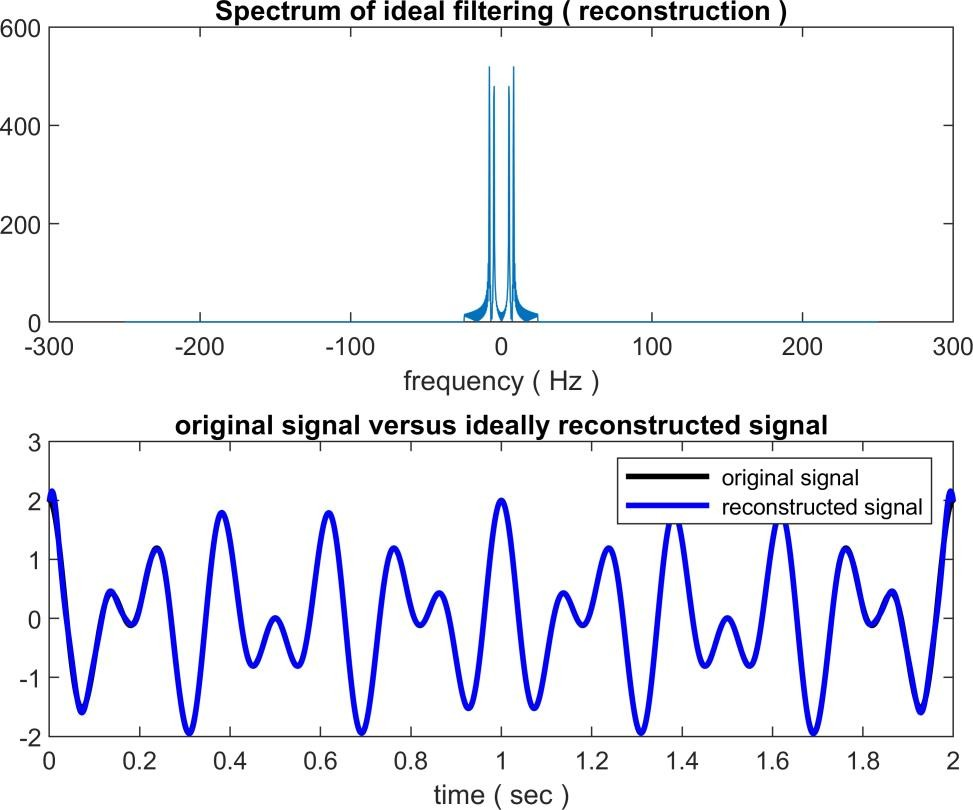 Spectrum of ideal filtering ( reconstruction )
600
400
200
0
-300 -200 -100 0 100 200 300
frequency ( Hz )
original signal versus ideally reconstructed signal
3
original signal
2
reconstructed signal
1
0
-1
-2
0 0.2 0.4 0.6 0.8 1 1.2 1.4 1.6 1.8 2
time ( sec )